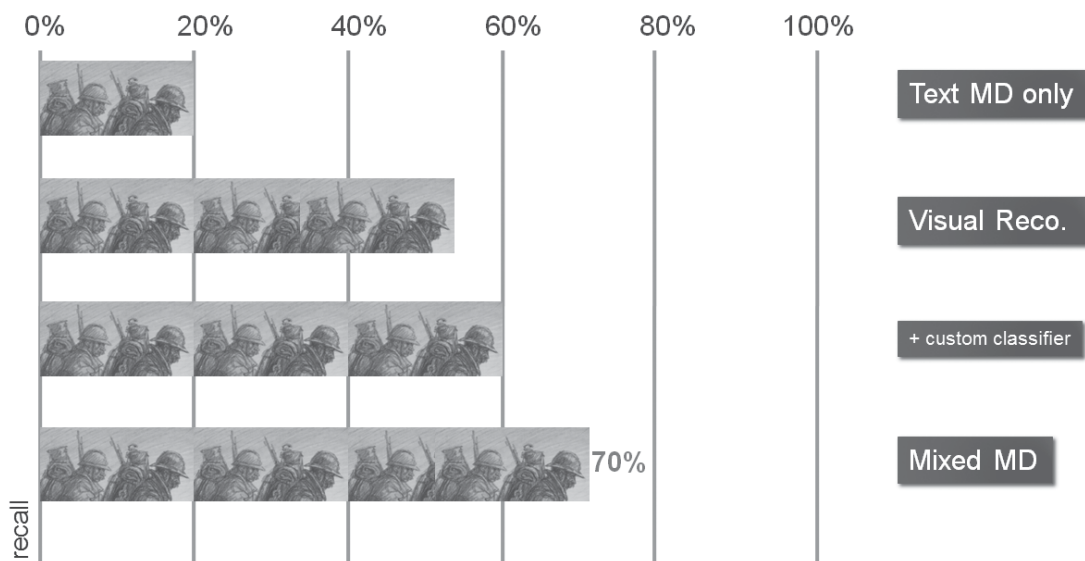 0% 20% 40% 60% 80% 100%
Text MD only
Visual Reco.
+ custom classifier
70%
Mixed MD
recall